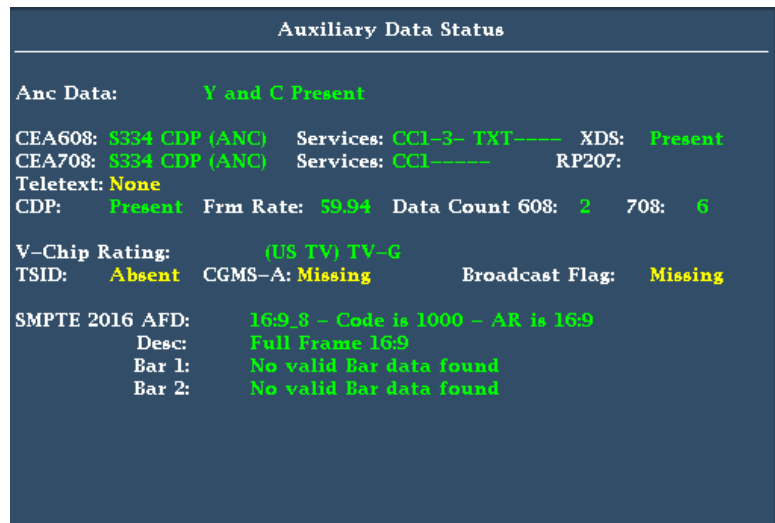 Auxiliary Data Status
Anc Data: Y and C Present
CEA608: S334 CDP (ANC) Services: CC1-3- TXT---- XDS: Present
CEA708: S334 CDP (ANC) Services: CC1----- RP207:
Teletext: None
CDP: Present Frm Rate: 59.94 Data Count 608: 2 708: 6
V-Chip Rating: (US TV) TV-G
TSID: Absent CGMS-A: Missing Broadcast Flag: Missing
SMPTE 2016 AFD: 16:9_8 - Code is 1000 - AR is 16:9
Desc: Full Frame 16:9
Bar 1: No valid Bar data found
Bar 2: No valid Bar data found